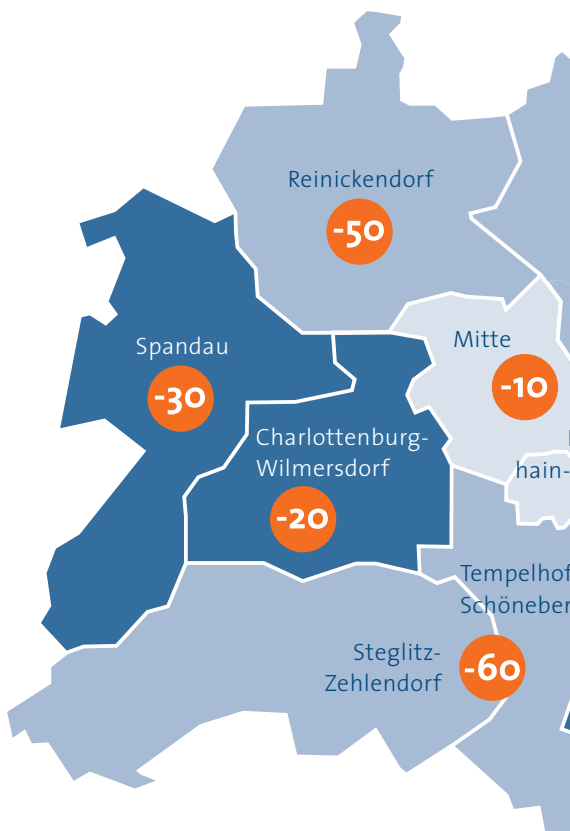 Reinickendorf
-50
Mitte
-10
Spandau
-30
Charlottenburg-
Wilmersdorf
-20
hain-
Tempelhof
Schöneber
Steglitz-
Zehlendorf
-60